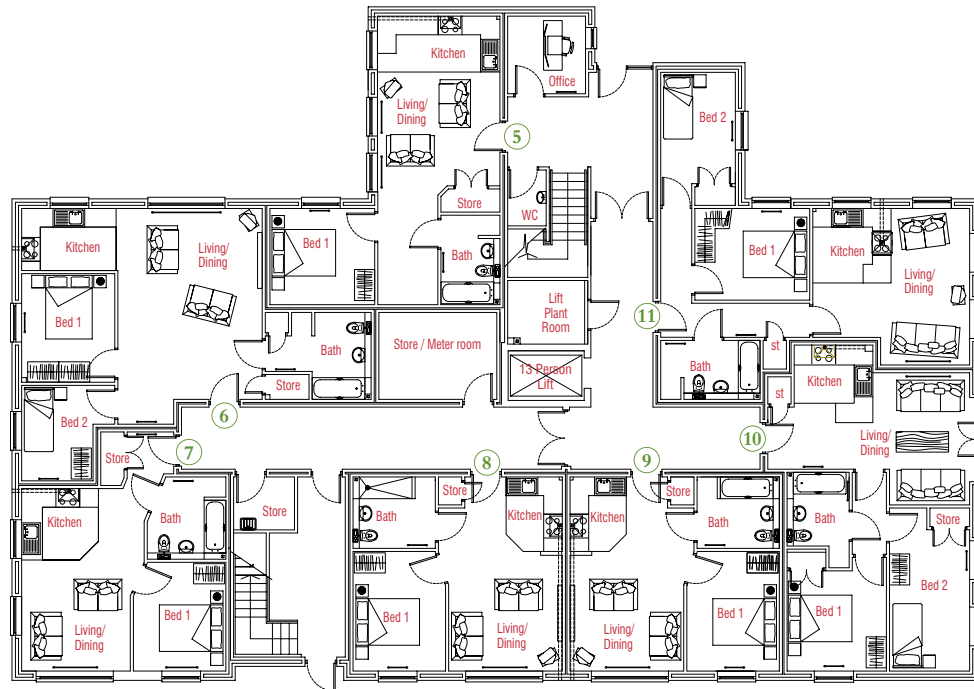 Kitchen
Office
Living/
Dining
Bed 2
5
Store
WC
Kitchen
Living/
Dining
Bed 1
Bath
Bed 1
Kitchen
Living/
Dining
Lift
Plant
Room
11
Bed 1
Store / Meter room
Bath
13 Person
Lift
Bath
st
Kitchen
Store
st
Bed 2
6
Living/
Dining
10
7
Store
8
9
Store
Store
Store
Kitchen
Bath
Bath
Kitchen
Kitchen
Bath
Bath
Store
Bed 2
Bed 1
Bed 1
Bed 1
Bed 1
Living/
Dining
Living/
Dining
Living/
Dining